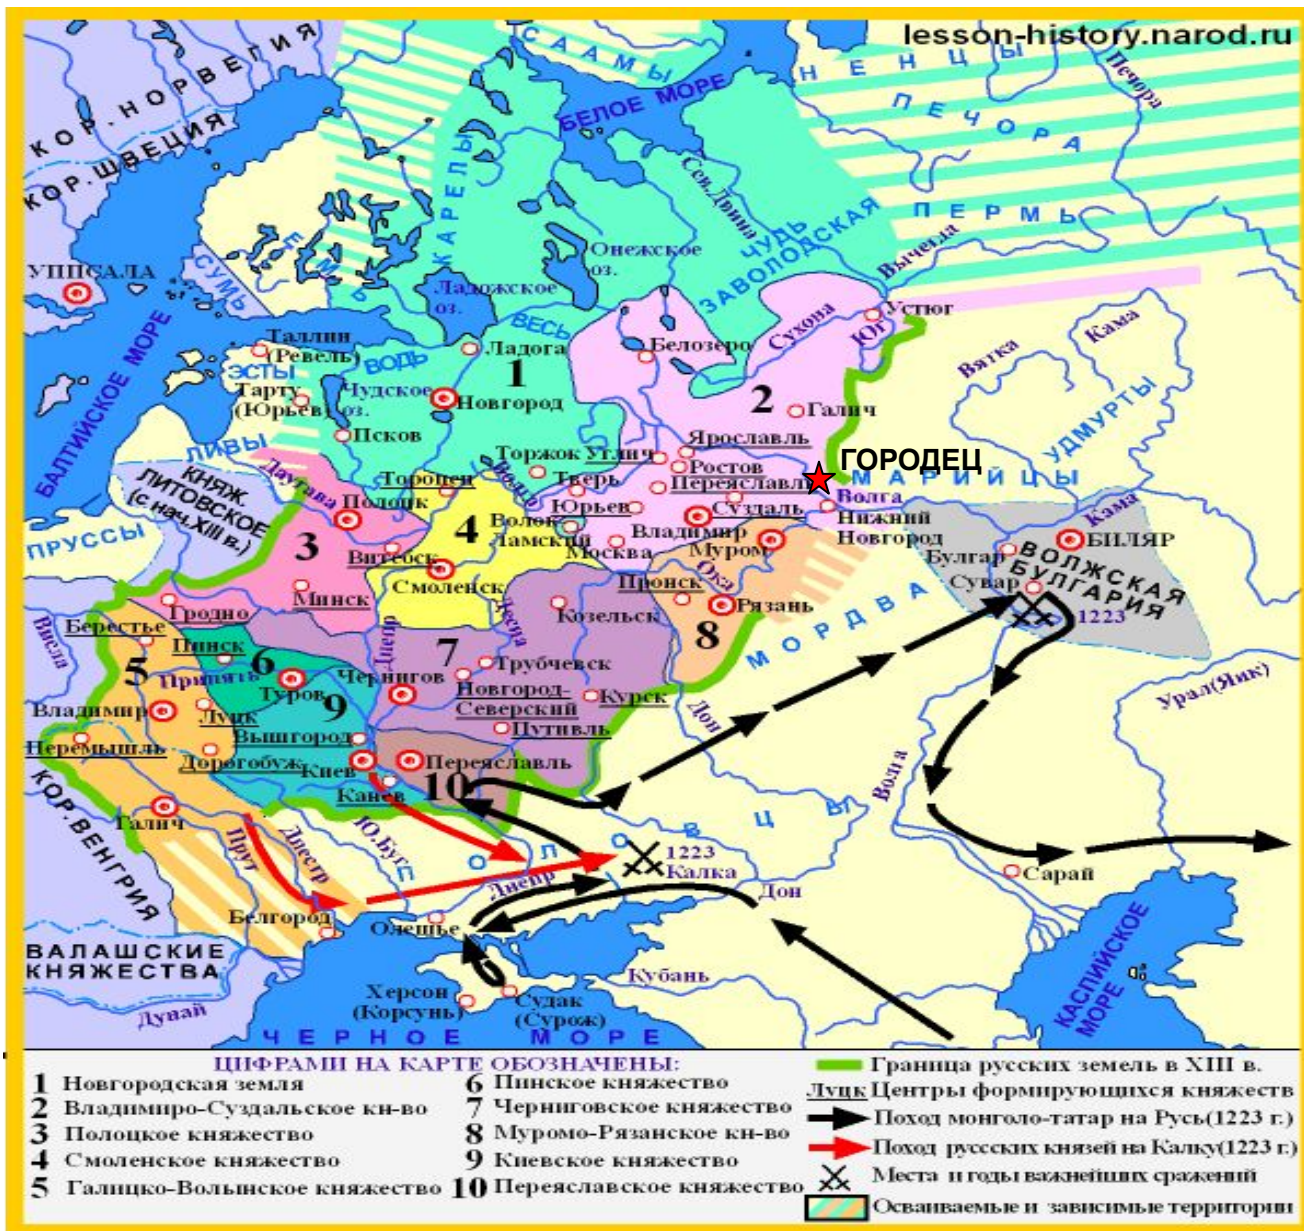 lesson-history.narod.ru
КОР. НОРВЕГИЯ
КОР. ШВЕЦИЯ
СААМЫ
НЕНЦЫ
БЕЛОЕ МОРЕ
Печора
ПЕЧОРА
КАРЕЛЫ
Сев. Двина
ПЕРМЬ
ЧУДЬ
ЗАВОЛОДСКАЯ
Вычегда
Онежское
оз.
УППСАЛА
СУМЬ
ЕМЬ
Ладожское
оз.
ВЕСЬ
Сухона
Устюг
Юг
БАЛТИЙСКОЕ МОРЕ
Таллин
(Ревель)
ВОДЬ
Ладога
Белозеро
Кама
Вятка
ЭСТЫ
Тарту
(Юрьев)
Чудское
оз.
1
Новгород
2
Галич
УДМУРТЫ
Псков
ЛИВЫ
Ярославль
Торжок
Углич
Ростов
ГОРОДЕЦ
МАРИЙЦЫ
КНЯЖ.
ЛИТОВСКОЕ
(с нач.XIII в.)
Даугава
Торопец
Волга
Тверь
Переяславль
Волга
Полоцк
4
Юрьев
Суздаль
Нижний
Новгород
Кама
ПРУССЫ
3
Волок
Ламский
Владимир
Москва
Муром
Булгар
БИЛЯР
Витебск
Смоленск
Пронск
Ока
Сувар
ВОЛЖСКАЯ
БУЛГАРИЯ
Минск
Гродно
Десна
Козельск
Рязань
1223
МОРДВА
Висла
Берестье
Пинск
Днепр
7
8
5
6
Трубчевск
Припять
Туров
Чернигов
Новгород-
Северский
Курск
Урал(Яик)
Владимир
Луцк
9
Дон
Путивль
Перемышль
Вышгород
Дорогобуж
Киев
Переяславль
10
Канев
Волга
КОР. ВЕНГРИЯ
Галич
ПОЛОВЦЫ
Прут
Днестр
Ю.Буг
1223
Калка
Днепр
Дон
Сарай
Белгород
Олешье
ВАЛАШСКИЕ
КНЯЖЕСТВА
Кубань
КАСПИЙСКОЕ
МОРЕ
Херсон
(Корсунь)
Судак
(Сурож)
Дунай
ЧЕРНОЕ МОРЕ
ЦИФРАМИ НА КАРТЕ ОБОЗНАЧЕНЫ:
1 Новгородская земля
2 Владимиро-Суздальское кн-во
3 Полоцкое княжество
4 Смоленское княжество
5 Галицко-Волынское княжество
6 Пинское княжество
7 Черниговское княжество
8 Муромо-Рязанское кн-во
9 Киевское княжество
10 Переяславское княжество
Граница русских земель в XIII в.
Луцк Центры формирующихся княжеств
Поход монголо-татар на Русь(1223 г.)
Поход руссских князей на Калку(1223 г.)
Места и годы важнейших сражений
Осваиваемые и зависимые территории